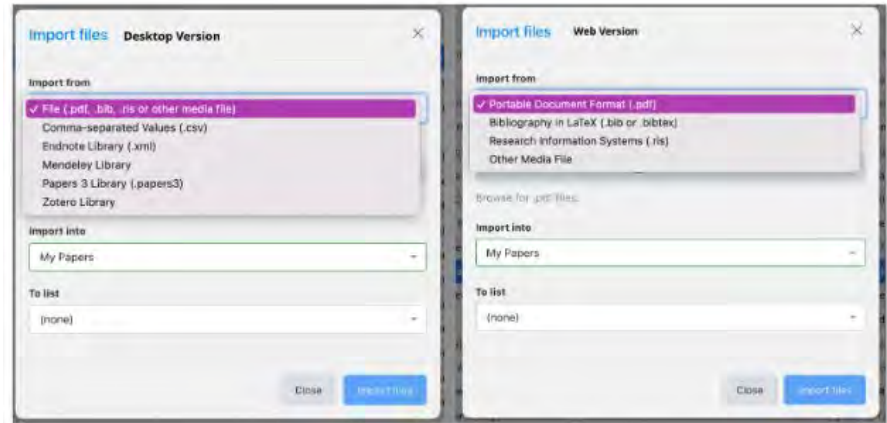 Import files Desktop Version
Import from
✓ File (.pdf, .bib, .ris or other media file)
Comma-separated Values (.csv)
Endnote Library (.xml)
Mendeley Library
Papers 3 Library (.papers3)
Zotero Library
Import into
My Papers
To list
(none)
Close Import files
Import files Web Version
Import from
✓ Portable Document Format (.pdf)
Bibliography in LaTeX (.bib or .bibtex)
Research Information Systems (.ris)
Other Media File
Browse for .pdf files.
Import into
My Papers
To list
(none)
Close Import files